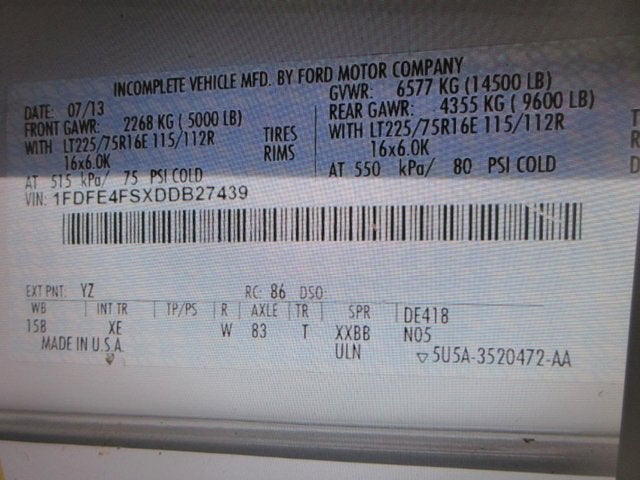 INCOMPLETE VEHICLE MFD. BY FORD MOTOR COMPANY
DATE: 07/13 GVWR: 6577 KG (14500 LB)
FRONT GAWR: 2268 KG ( 5000 LB) REAR GAWR: 4355 KG ( 9600 LB)
WITH LT225/75R16E 115/112R TIRES WITH LT225/75R16E 115/112R
16x6.0K RIMS 16x6.0K
AT 515 kPa/ 75 PSI COLD AT 550 kPa/ 80 PSI COLD
VIN: 1FDFE4FSXDDB27439
EXT PNT: YZ RC: 86 DSO:
WB INT TR TP/PS R AXLE TR SPR DE418
158 XE W 83 T XXBB N05
MADE IN U.S.A. ULN ▽5U5A-3520472-AA